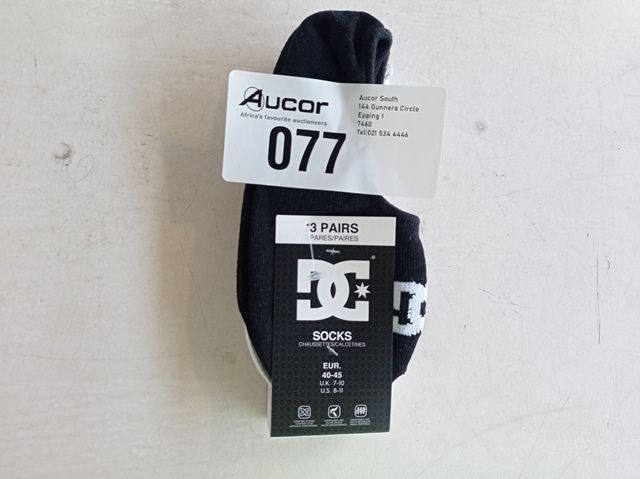 Aucor
Africa's favourite auctioneers
077
Aucor South
144 Gunners Circle
Epping 1
7460
Tel:021 534 4446
3 PAIRS
PARES/PAIRES
DC
SOCKS
CHAUSSETTES/CALCETINES
EUR.
40-45
U.K. 7-10
U.S. 8-11